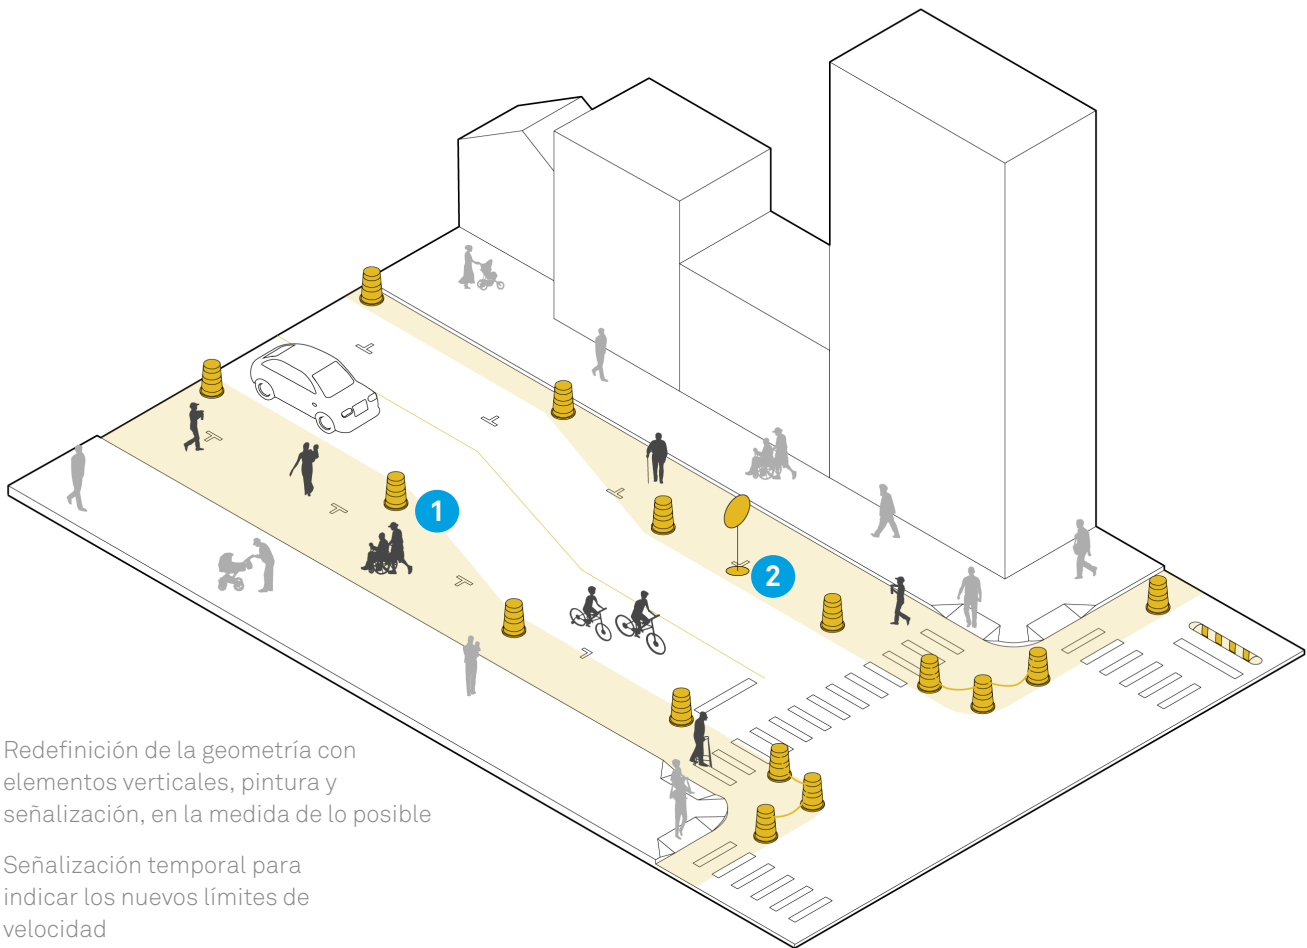 1
2
Redefinición de la geometría con
elementos verticales, pintura y
señalización, en la medida de lo posible
Señalización temporal para
indicar los nuevos límites de
velocidad